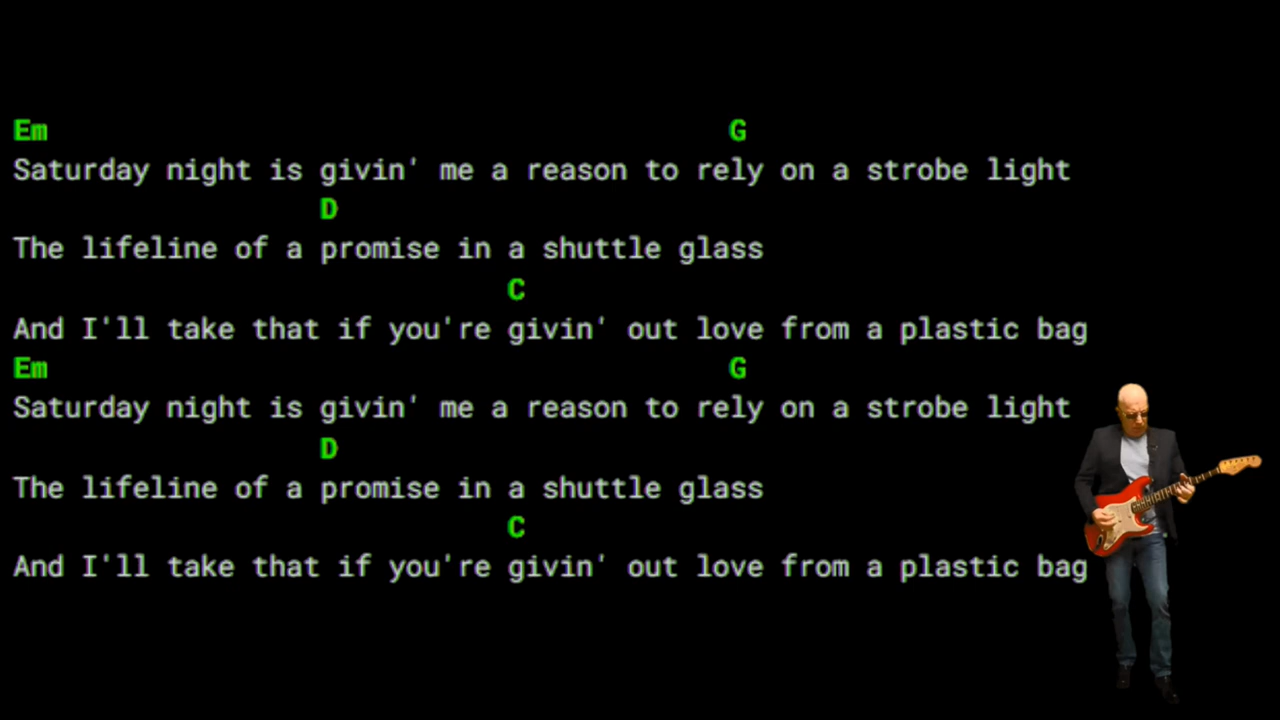 Em G
Saturday night is givin' me a reason to rely on a strobe light
D
The lifeline of a promise in a shuttle glass
C
And I'll take that if you're givin' out love from a plastic bag
Em G
Saturday night is givin' me a reason to rely on a strobe light
D
The lifeline of a promise in a shuttle glass
C
And I'll take that if you're givin' out love from a plastic bag